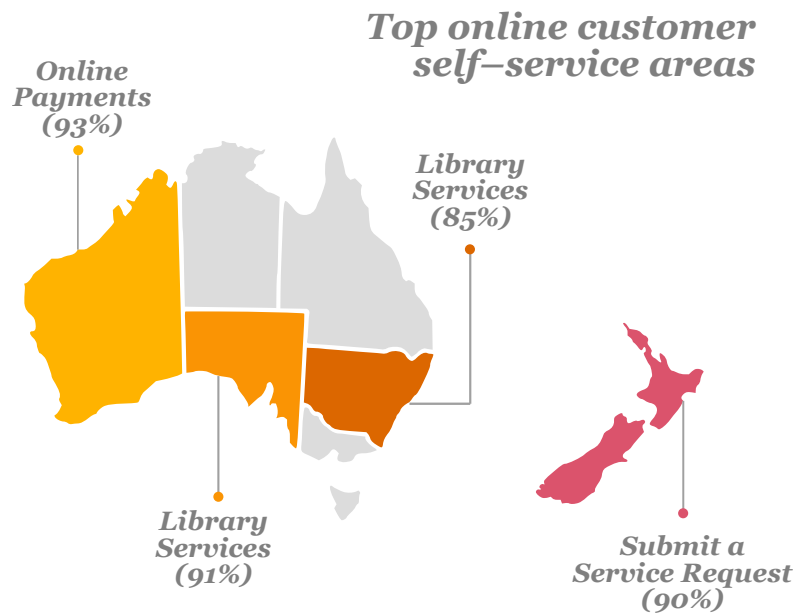 Top online customer
self–service areas
Online
Payments
(93%)
Library
Services
(85%)
Library
Services
(91%)
Submit a
Service Request
(90%)